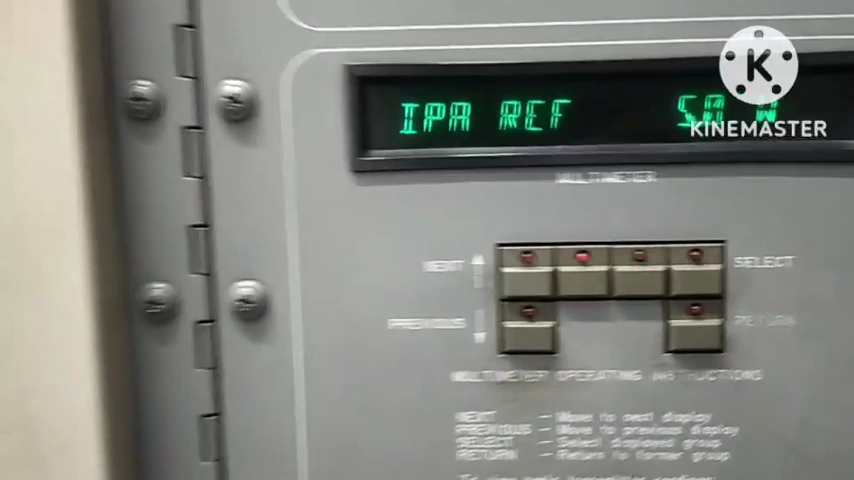 IPA REF 50 W
KINEMASTER
MULTIMETER
NEXT
SELECT
PREVIOUS
RETURN
MULTIMETER OPERATING INSTRUCTIONS
NEXT - Move to next display
PREVIOUS - Move to previous display
SELECT - Select displayed group
RETURN - Return to former group